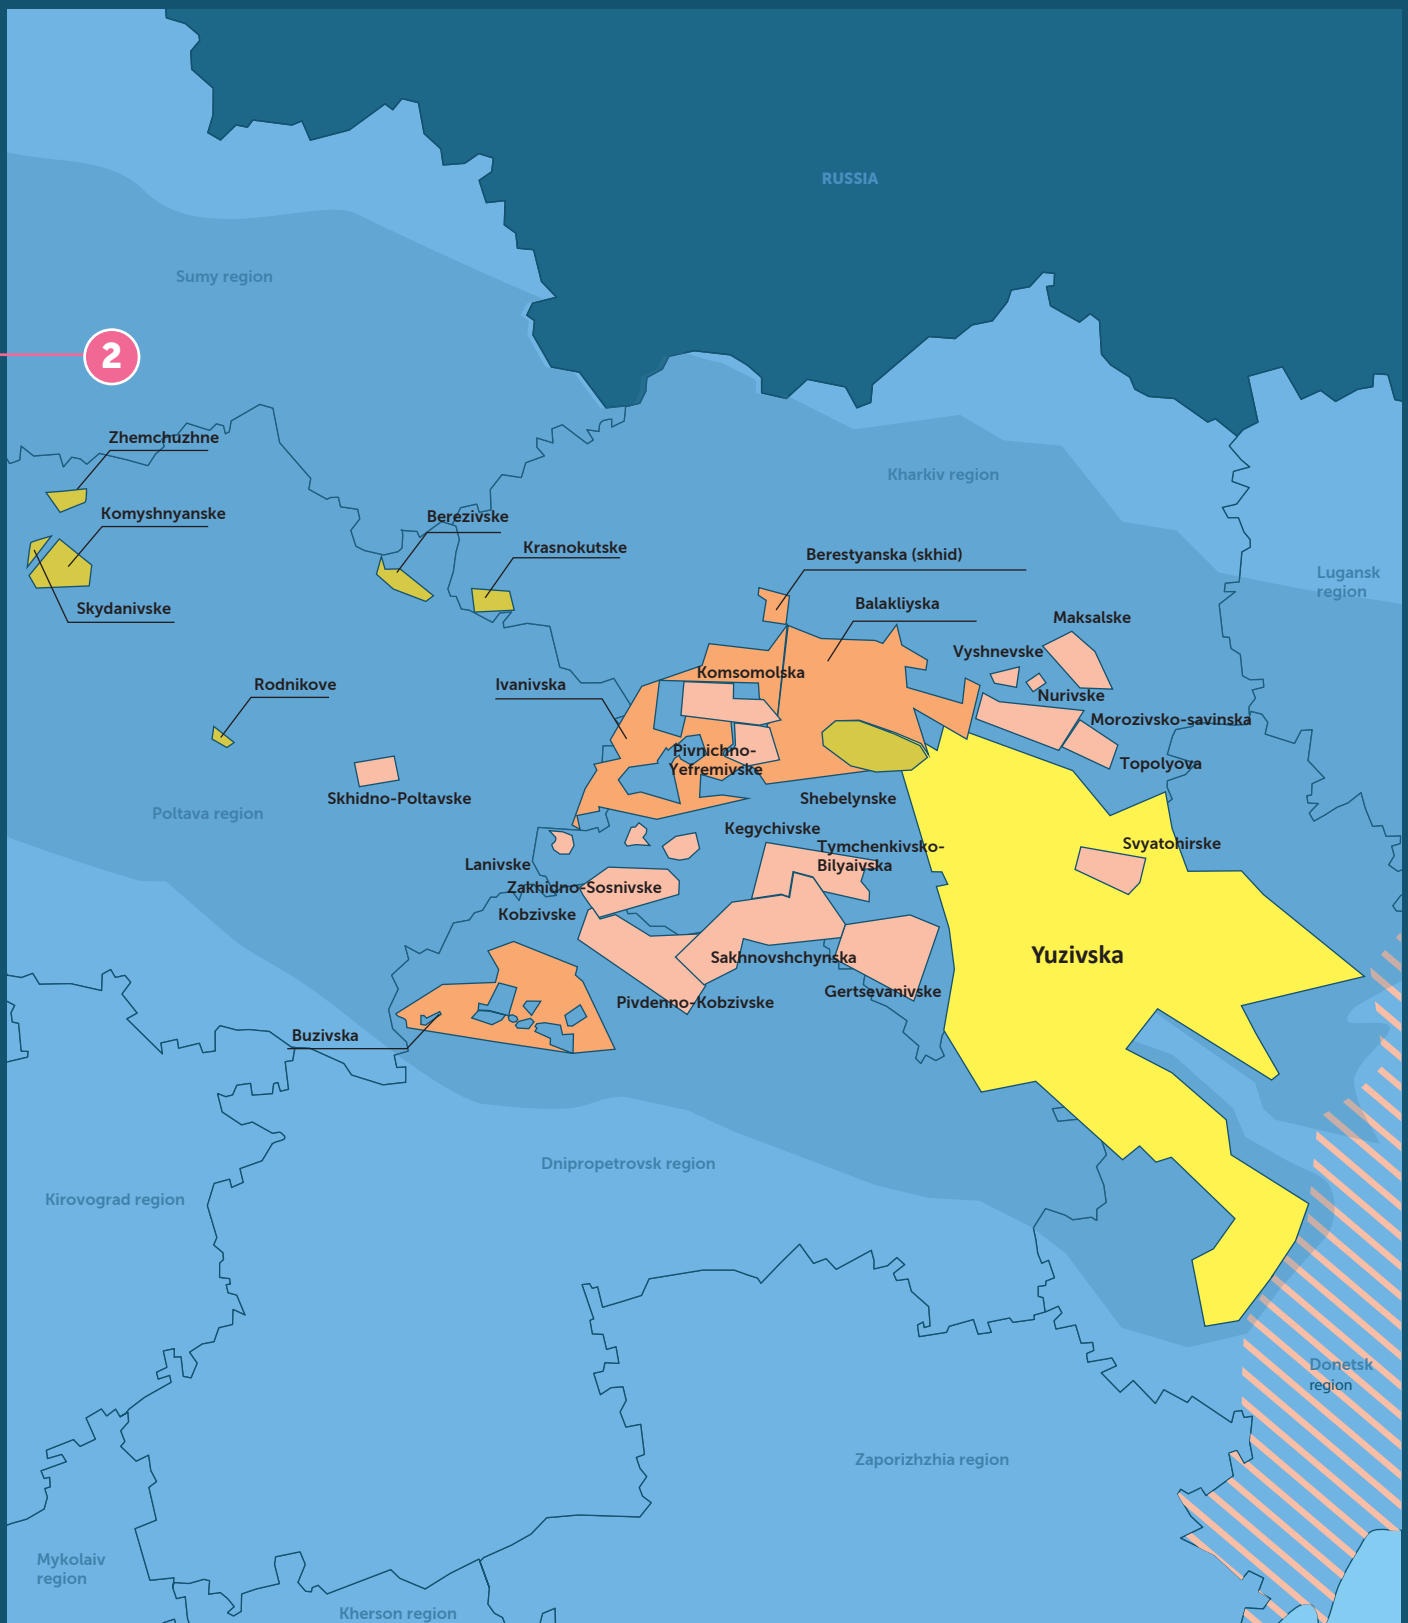 RUSSIA
Sumy region
2
Zhemchuzhne
Kharkiv region
Komyshnyanske
Berezivske
Krasnokutske
Berestyanska (skhid)
Lugansk
region
Skydanivske
Balakliyska
Maksalske
Vyshnevske
Komsomolska
Rodnikove
Ivanivska
Nurivske
Morozivsko-savinska
Pivnichno-
Yefremivske
Topolyova
Skhidno-Poltavske
Shebelynske
Poltava region
Kegychivske
Tymchenkivsko-
Bilyaivska
Svyatohirske
Lanivske
Zakhidno-Sosnivske
Kobzivske
Sakhnovshchynska
Yuzivska
Gertsevanivske
Pivdenno-Kobzivske
Buzivska
Dnipropetrovsk region
Kirovograd region
Donetsk
region
Zaporizhzhia region
Mykolaiv
region
Kherson region